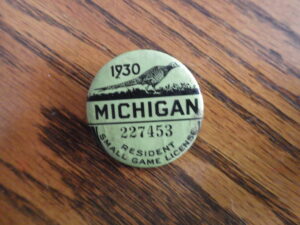 1930
MICHIGAN
227453
RESIDENT
SMALL GAME LICENSE